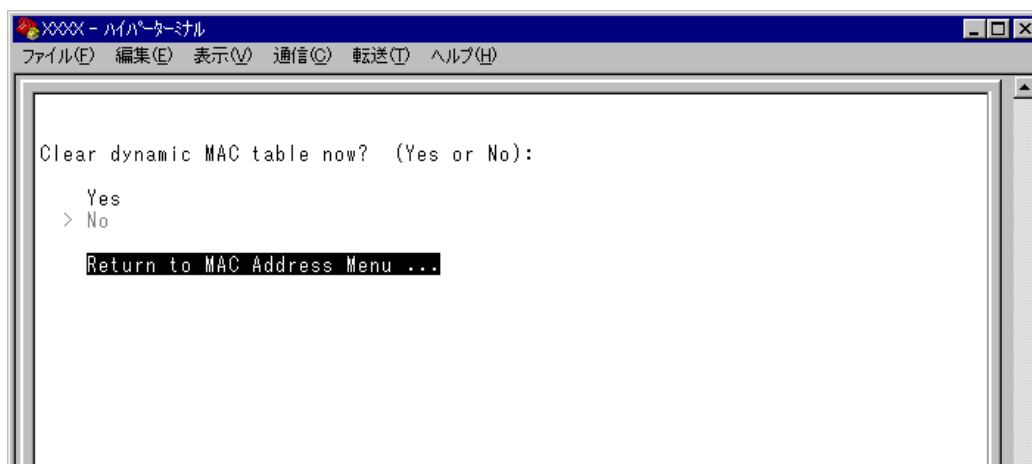 XXXX - ﾊｲﾊﾟｰﾀｰﾐﾅﾙ
ファイル(F) 編集(E) 表示(V) 通信(C) 転送(T) ヘルプ(H)
Clear dynamic MAC table now? (Yes or No):
Yes
> No
Return to MAC Address Menu ...